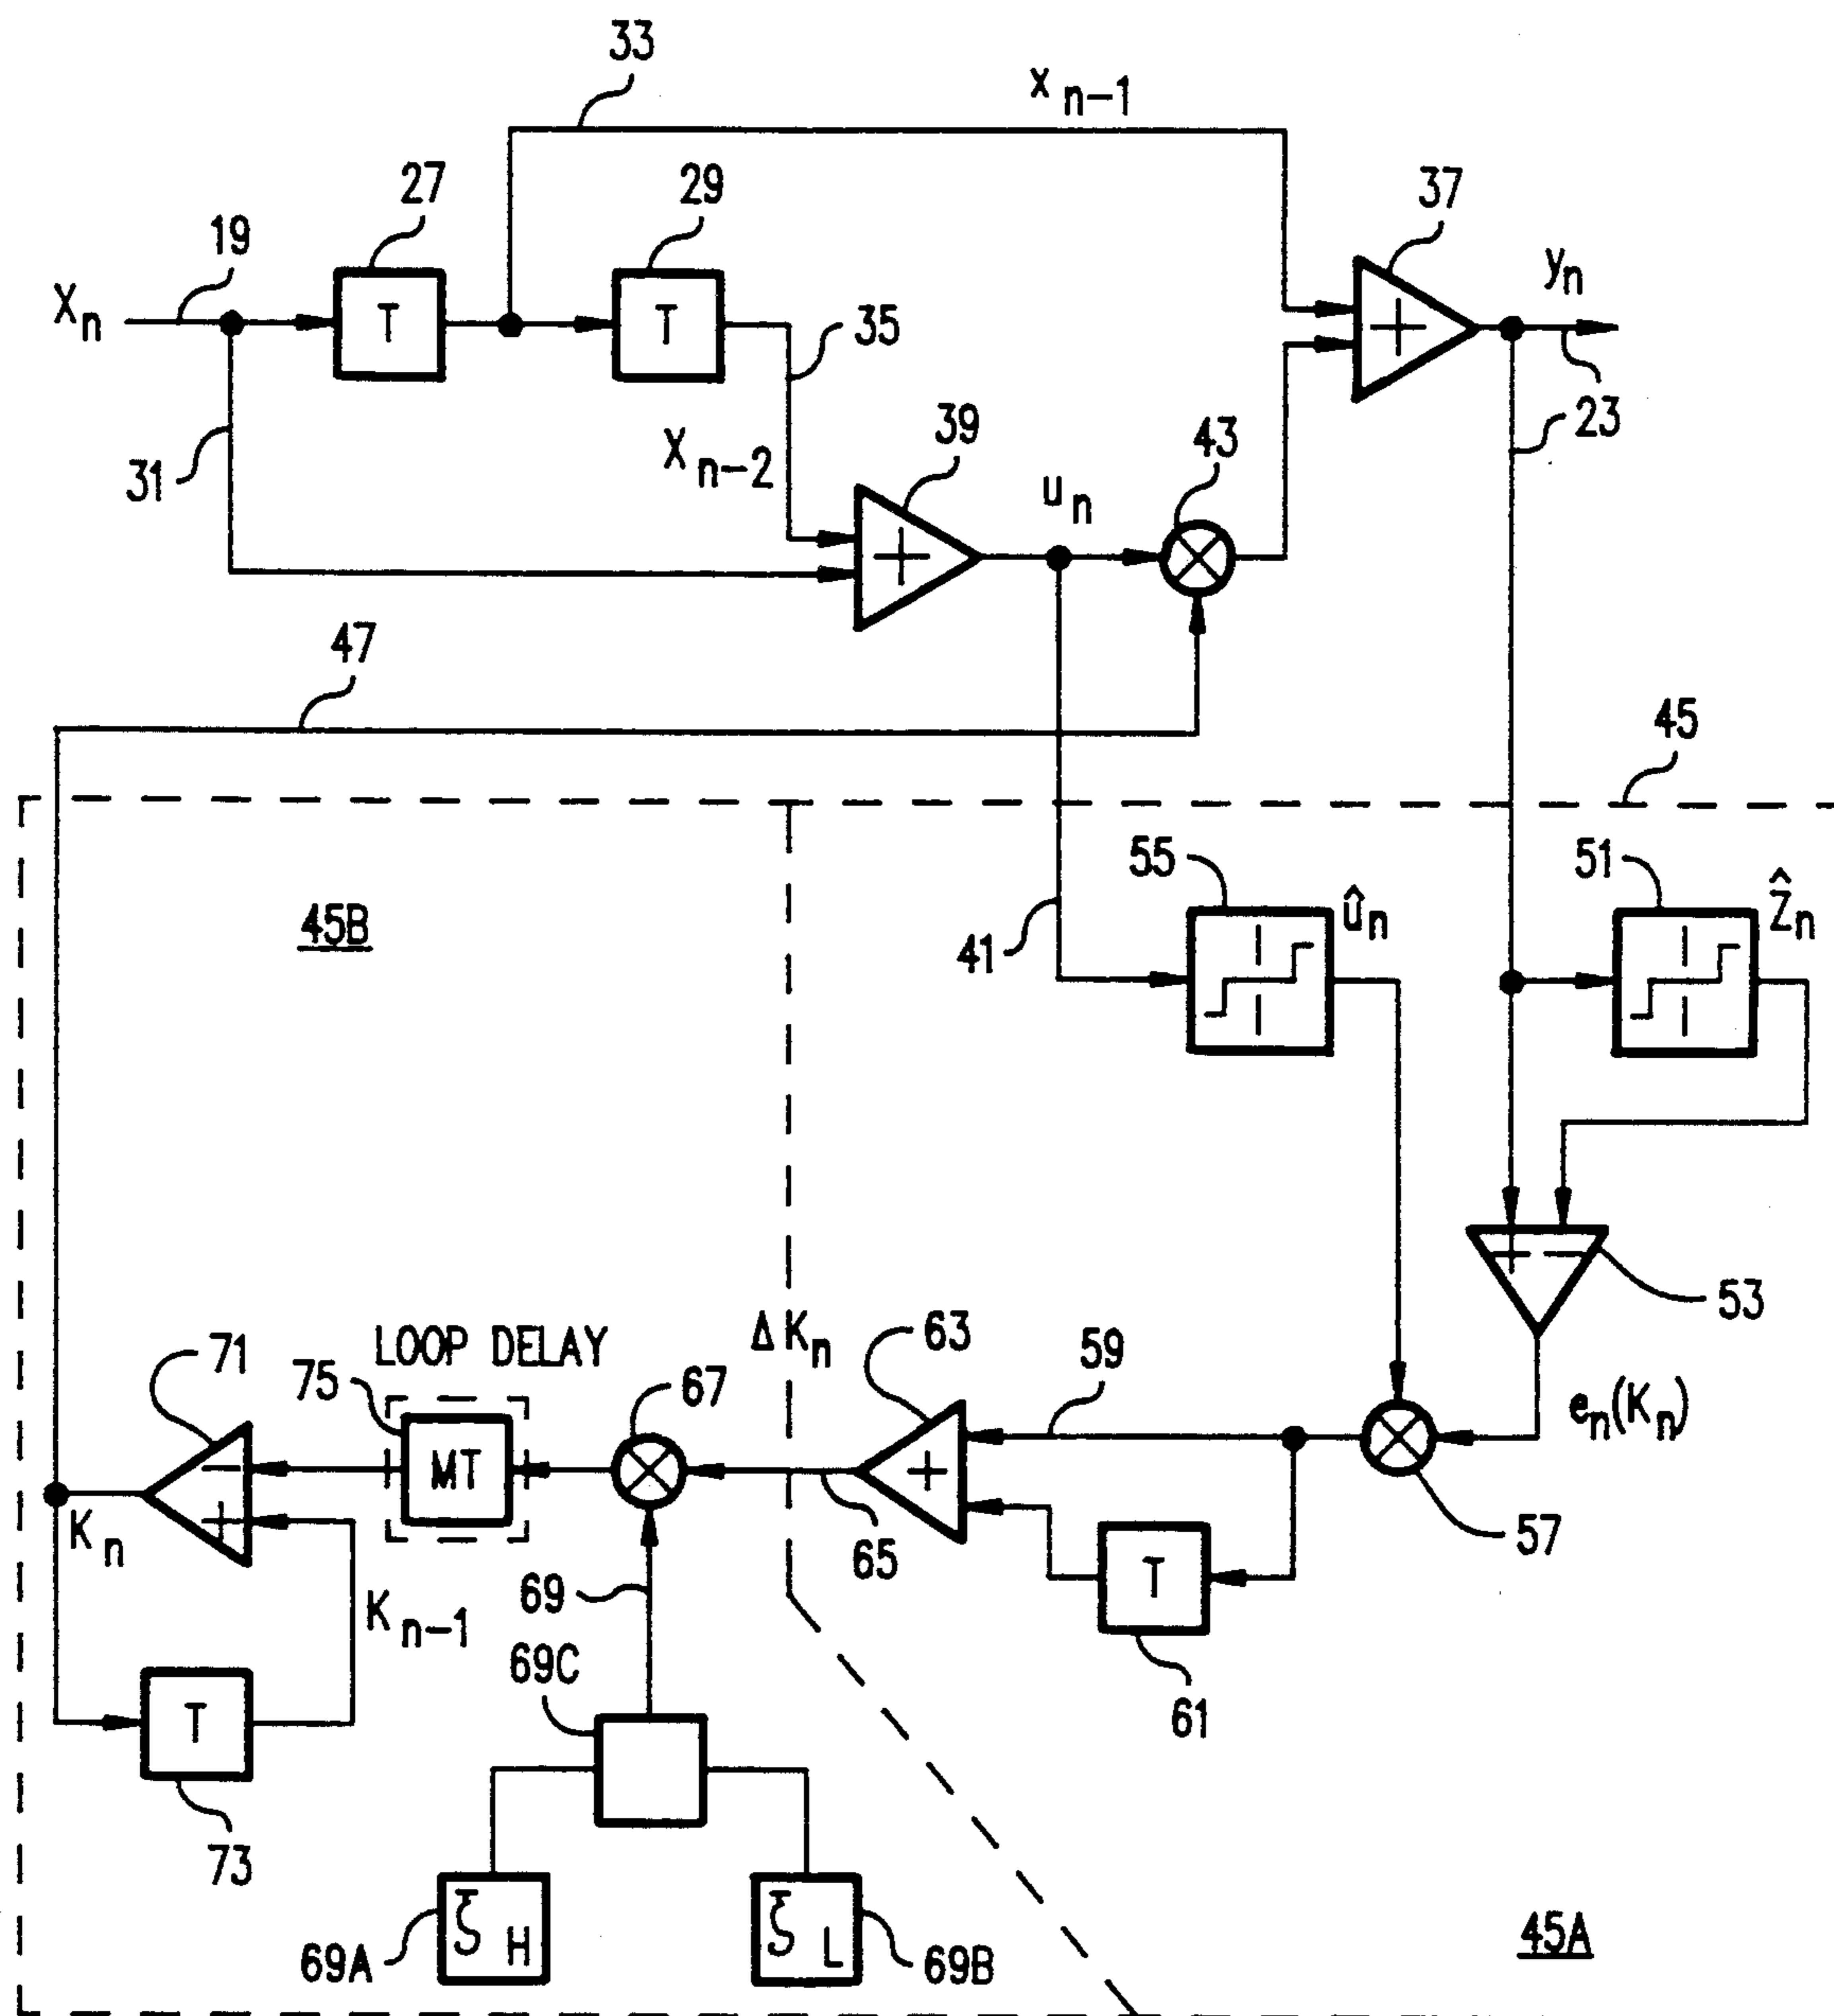 33
x n-1
27
29
37
19
X n
T
T
35
+
y n
23
31
X n-2
39
43
u n
+
47
45
55
51
û n
Ẑ n
45B
41
+ −
53
71
LOOP DELAY
75
67
Δ K n
63
59
e n (K n)
−
+
MT
+
57
K n
65
T
69
K n-1
69C
61
T
73
ξ H
ξ L
69A
69B
45A